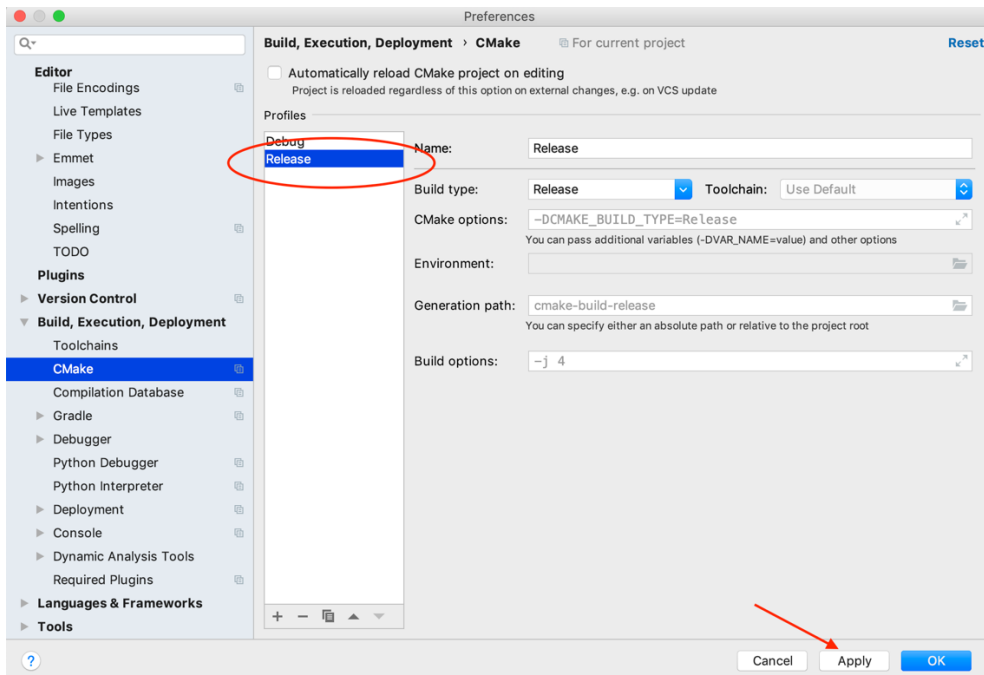 Preferences
Build, Execution, Deployment › CMake For current project Reset
Editor
File Encodings
Live Templates
File Types
Emmet
Images
Intentions
Spelling
TODO
Plugins
Version Control
Build, Execution, Deployment
Toolchains
CMake
Compilation Database
Gradle
Debugger
Python Debugger
Python Interpreter
Deployment
Console
Dynamic Analysis Tools
Required Plugins
Languages & Frameworks
Tools
?
Automatically reload CMake project on editing
Project is reloaded regardless of this option on external changes, e.g. on VCS update
Profiles
Debug
Release
Name: Release
Build type: Release Toolchain: Use Default
CMake options: -DCMAKE_BUILD_TYPE=Release
You can pass additional variables (-DVAR_NAME=value) and other options
Environment:
Generation path: cmake-build-release
You can specify either an absolute path or relative to the project root
Build options: -j 4
Cancel Apply OK